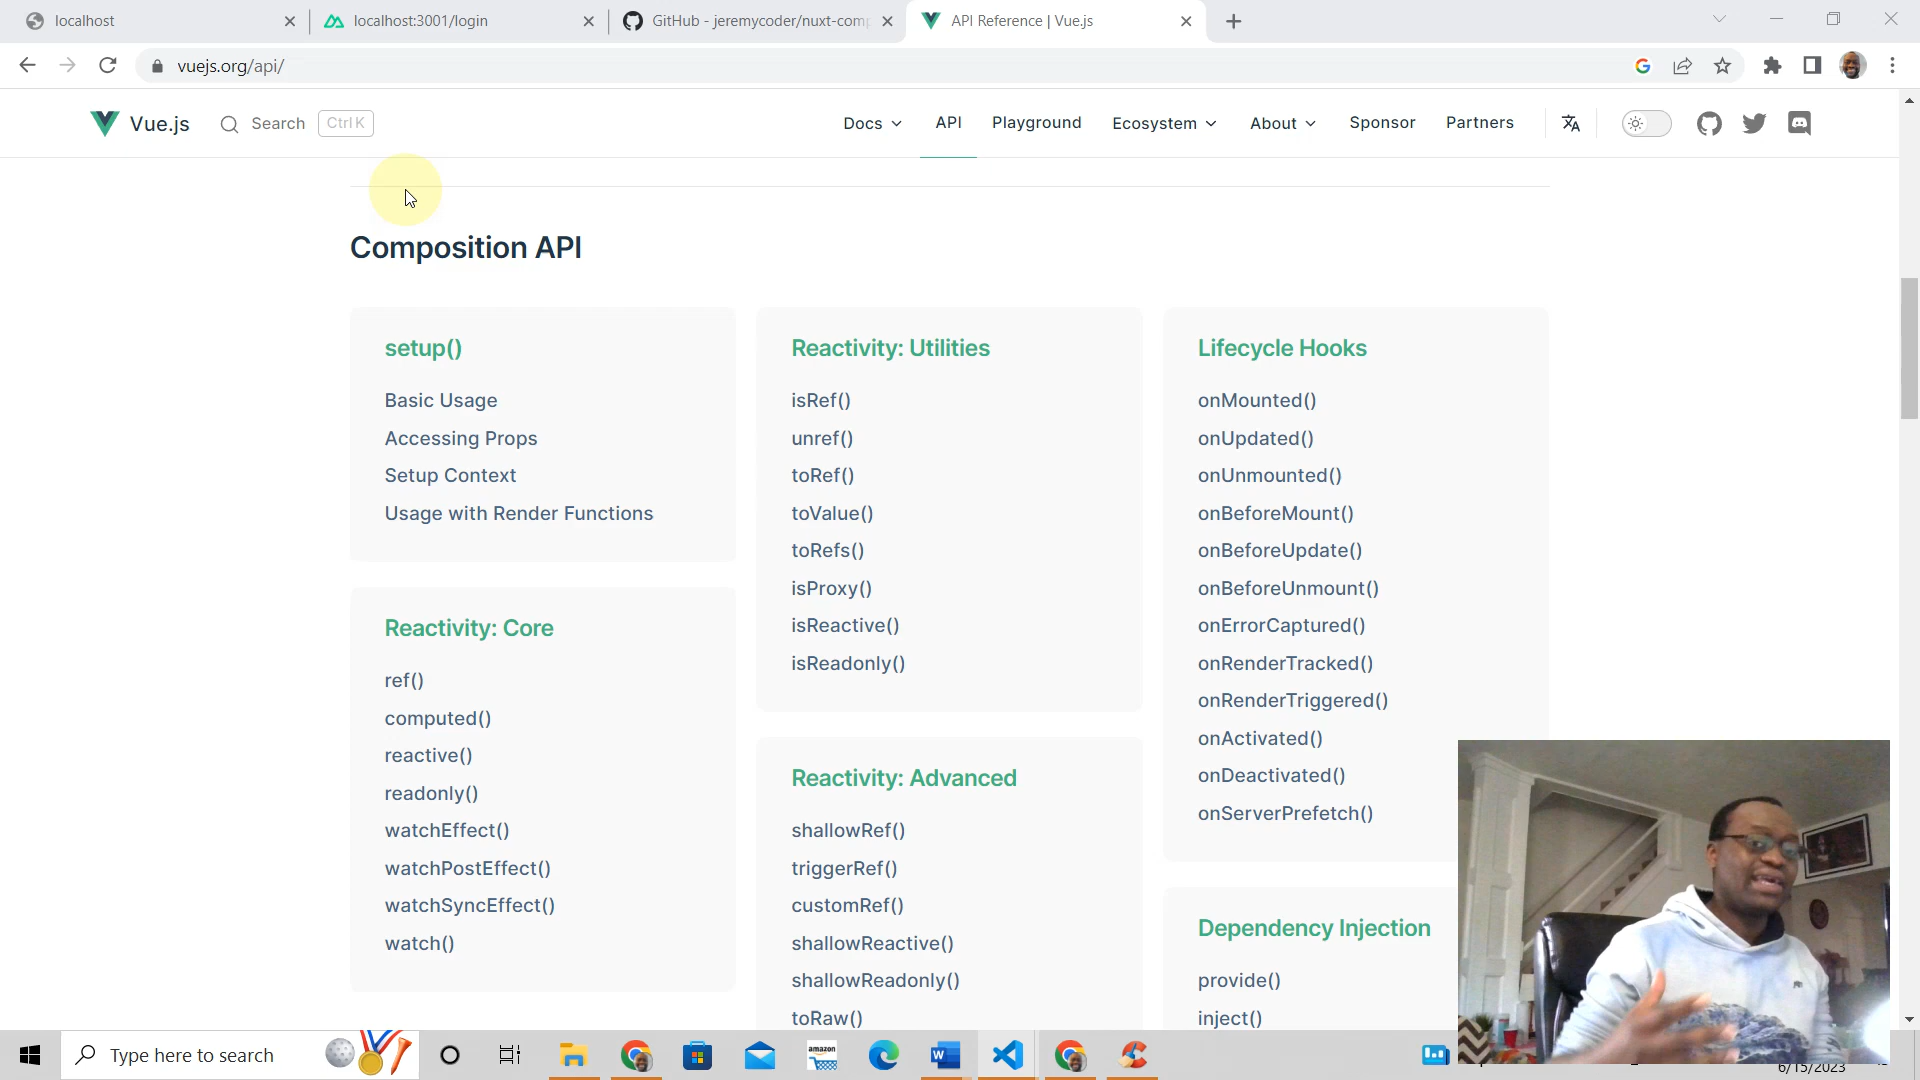 localhost
localhost:3001/login
GitHub - jeremycoder/nuxt-comp
API Reference | Vue.js
vuejs.org/api/
Vue.js
Search
Ctrl K
Docs
API
Playground
Ecosystem
About
Sponsor
Partners
Composition API
setup()
Basic Usage
Accessing Props
Setup Context
Usage with Render Functions
Reactivity: Core
ref()
computed()
reactive()
readonly()
watchEffect()
watchPostEffect()
watchSyncEffect()
watch()
Reactivity: Utilities
isRef()
unref()
toRef()
toValue()
toRefs()
isProxy()
isReactive()
isReadonly()
Reactivity: Advanced
shallowRef()
triggerRef()
customRef()
shallowReactive()
shallowReadonly()
toRaw()
Lifecycle Hooks
onMounted()
onUpdated()
onUnmounted()
onBeforeMount()
onBeforeUpdate()
onBeforeUnmount()
onErrorCaptured()
onRenderTracked()
onRenderTriggered()
onActivated()
onDeactivated()
onServerPrefetch()
Dependency Injection
provide()
inject()
Type here to search
amazon
6/15/2023